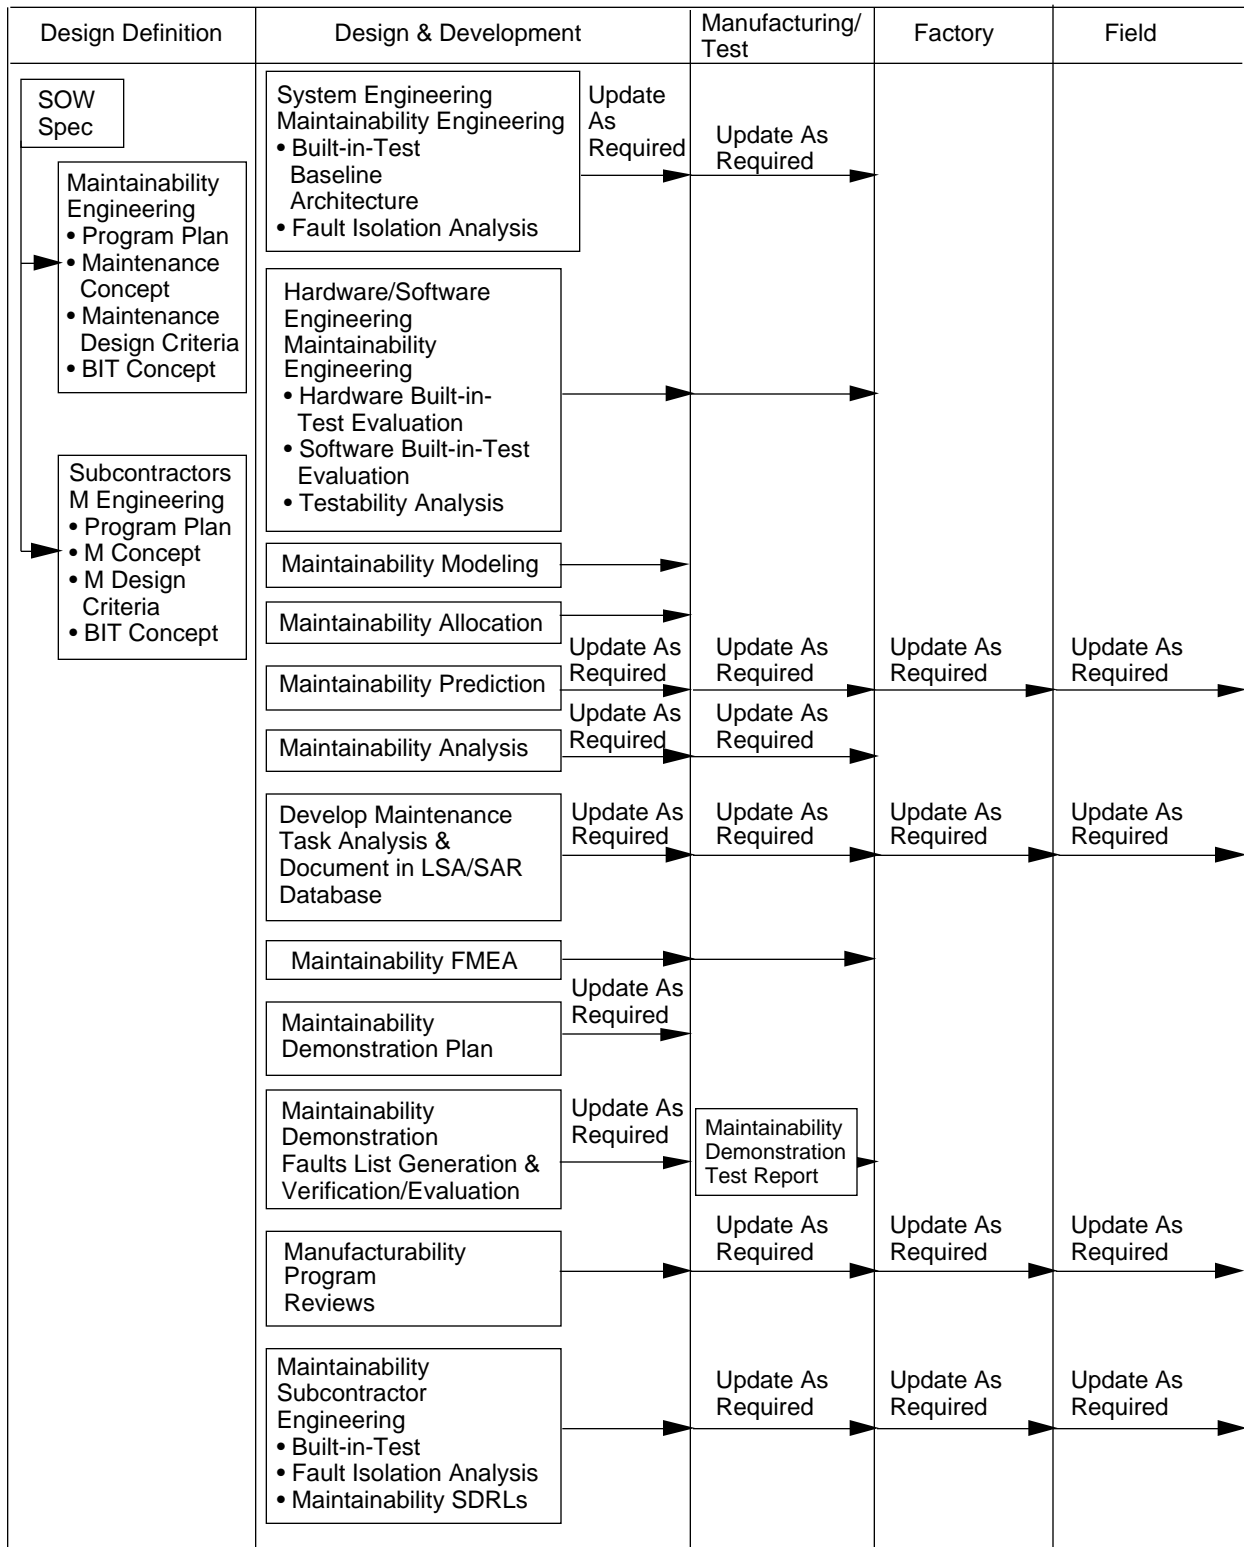 Design Definition
Design & Development
Manufacturing/
Test
Factory
Field
SOW
Spec
Maintainability
Engineering
• Program Plan
• Maintenance
Concept
• Maintenance
Design Criteria
• BIT Concept
Subcontractors
M Engineering
• Program Plan
• M Concept
• M Design
Criteria
• BIT Concept
System Engineering
Maintainability Engineering
• Built-in-Test
Baseline
Architecture
• Fault Isolation Analysis
Update
As
Required
Update As
Required
Hardware/Software
Engineering
Maintainability
Engineering
• Hardware Built-in-
Test Evaluation
• Software Built-in-Test
Evaluation
• Testability Analysis
Maintainability Modeling
Maintainability Allocation
Maintainability Prediction
Update As
Required
Update As
Required
Update As
Required
Update As
Required
Maintainability Analysis
Update As
Required
Update As
Required
Develop Maintenance
Task Analysis &
Document in LSA/SAR
Database
Update As
Required
Update As
Required
Update As
Required
Update As
Required
Maintainability FMEA
Maintainability
Demonstration Plan
Update As
Required
Maintainability
Demonstration
Faults List Generation &
Verification/Evaluation
Update As
Required
Maintainability
Demonstration
Test Report
Manufacturability
Program
Reviews
Update As
Required
Update As
Required
Update As
Required
Maintainability
Subcontractor
Engineering
• Built-in-Test
• Fault Isolation Analysis
• Maintainability SDRLs
Update As
Required
Update As
Required
Update As
Required